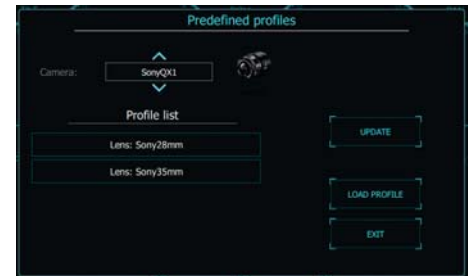 Predefined profiles
Camera:
SonyQX1
Profile list
Lens: Sony28mm
Lens: Sony35mm
UPDATE
LOAD PROFILE
EXIT